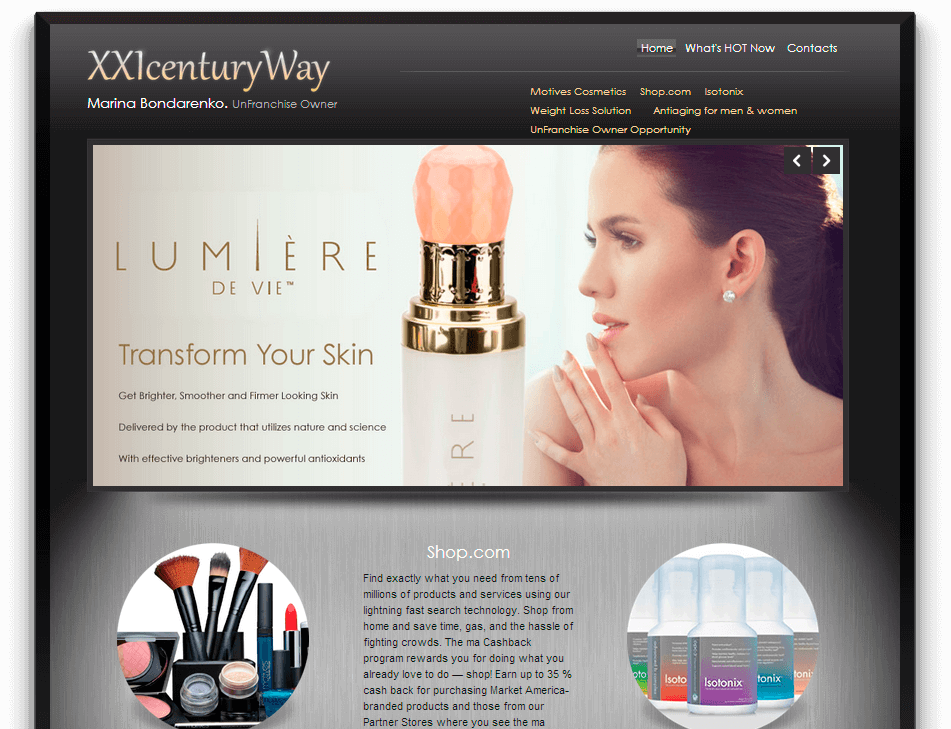 XXIcenturyWay
Marina Bondarenko. UnFranchise Owner
Home What's HOT Now Contacts
Motives Cosmetics Shop.com Isotonix
Weight Loss Solution Antiaging for men & women
UnFranchise Owner Opportunity
LUMIÈRE
DE VIE™
Transform Your Skin
Get Brighter, Smoother and Firmer Looking Skin
Delivered by the product that utilizes nature and science
With effective brighteners and powerful antioxidants
Shop.com
Find exactly what you need from tens of
millions of products and services using our
lightning fast search technology. Shop from
home and save time, gas, and the hassle of
fighting crowds. The ma Cashback
program rewards you for doing what you
already love to do — shop! Earn up to 35 %
cash back for purchasing Market America-
branded products and those from our
Partner Stores where you see the ma
Isotonix